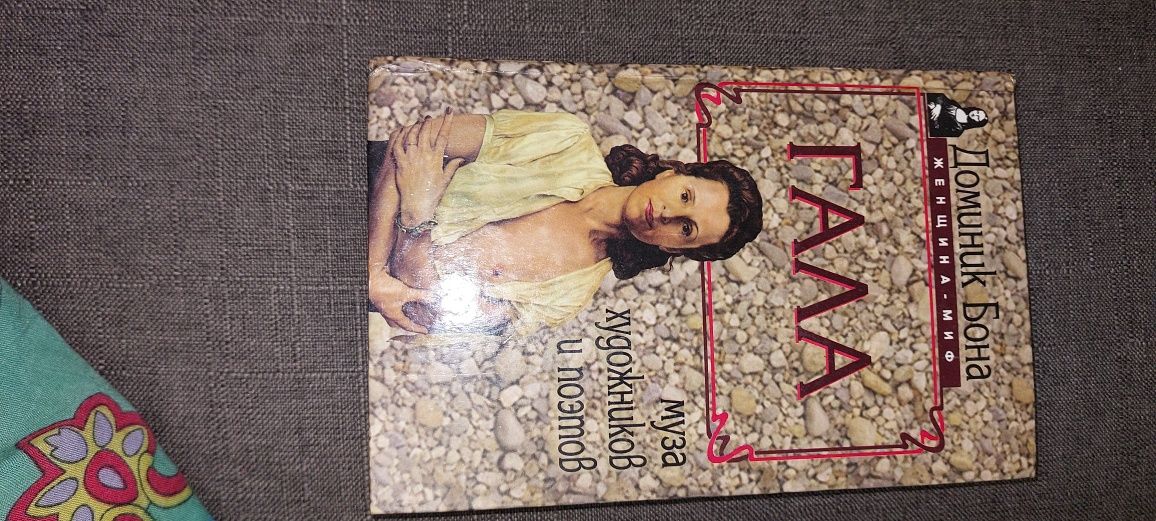 Доминик Бона
ЖЕНЩИНА-МИФ
ГАЛА
муза
художников
и поэтов